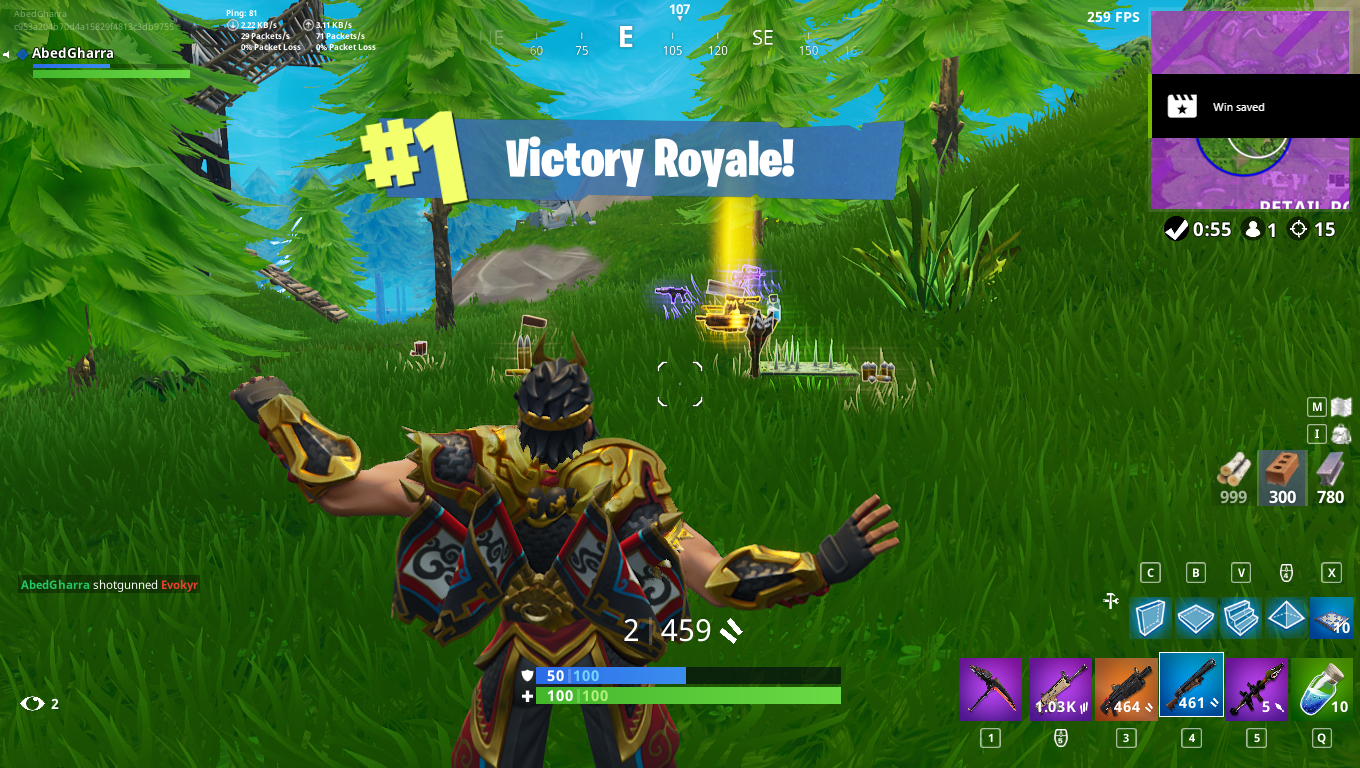 AbedGharra
Ping: 81
2.22 KB/s
3.11 KB/s
29 Packets/s
71 Packets/s
0% Packet Loss
0% Packet Loss
AbedGharra
107
NE
60
75
E
105
120
SE
150
259 FPS
Win saved
#1
Victory Royale!
0:55
1
15
M
I
999
300
780
AbedGharra shotgunned Evokyr
C
B
V
X
10
2 | 459
50 | 100
100 | 100
2
1.03K
464
461
5
10
1
3
4
5
Q